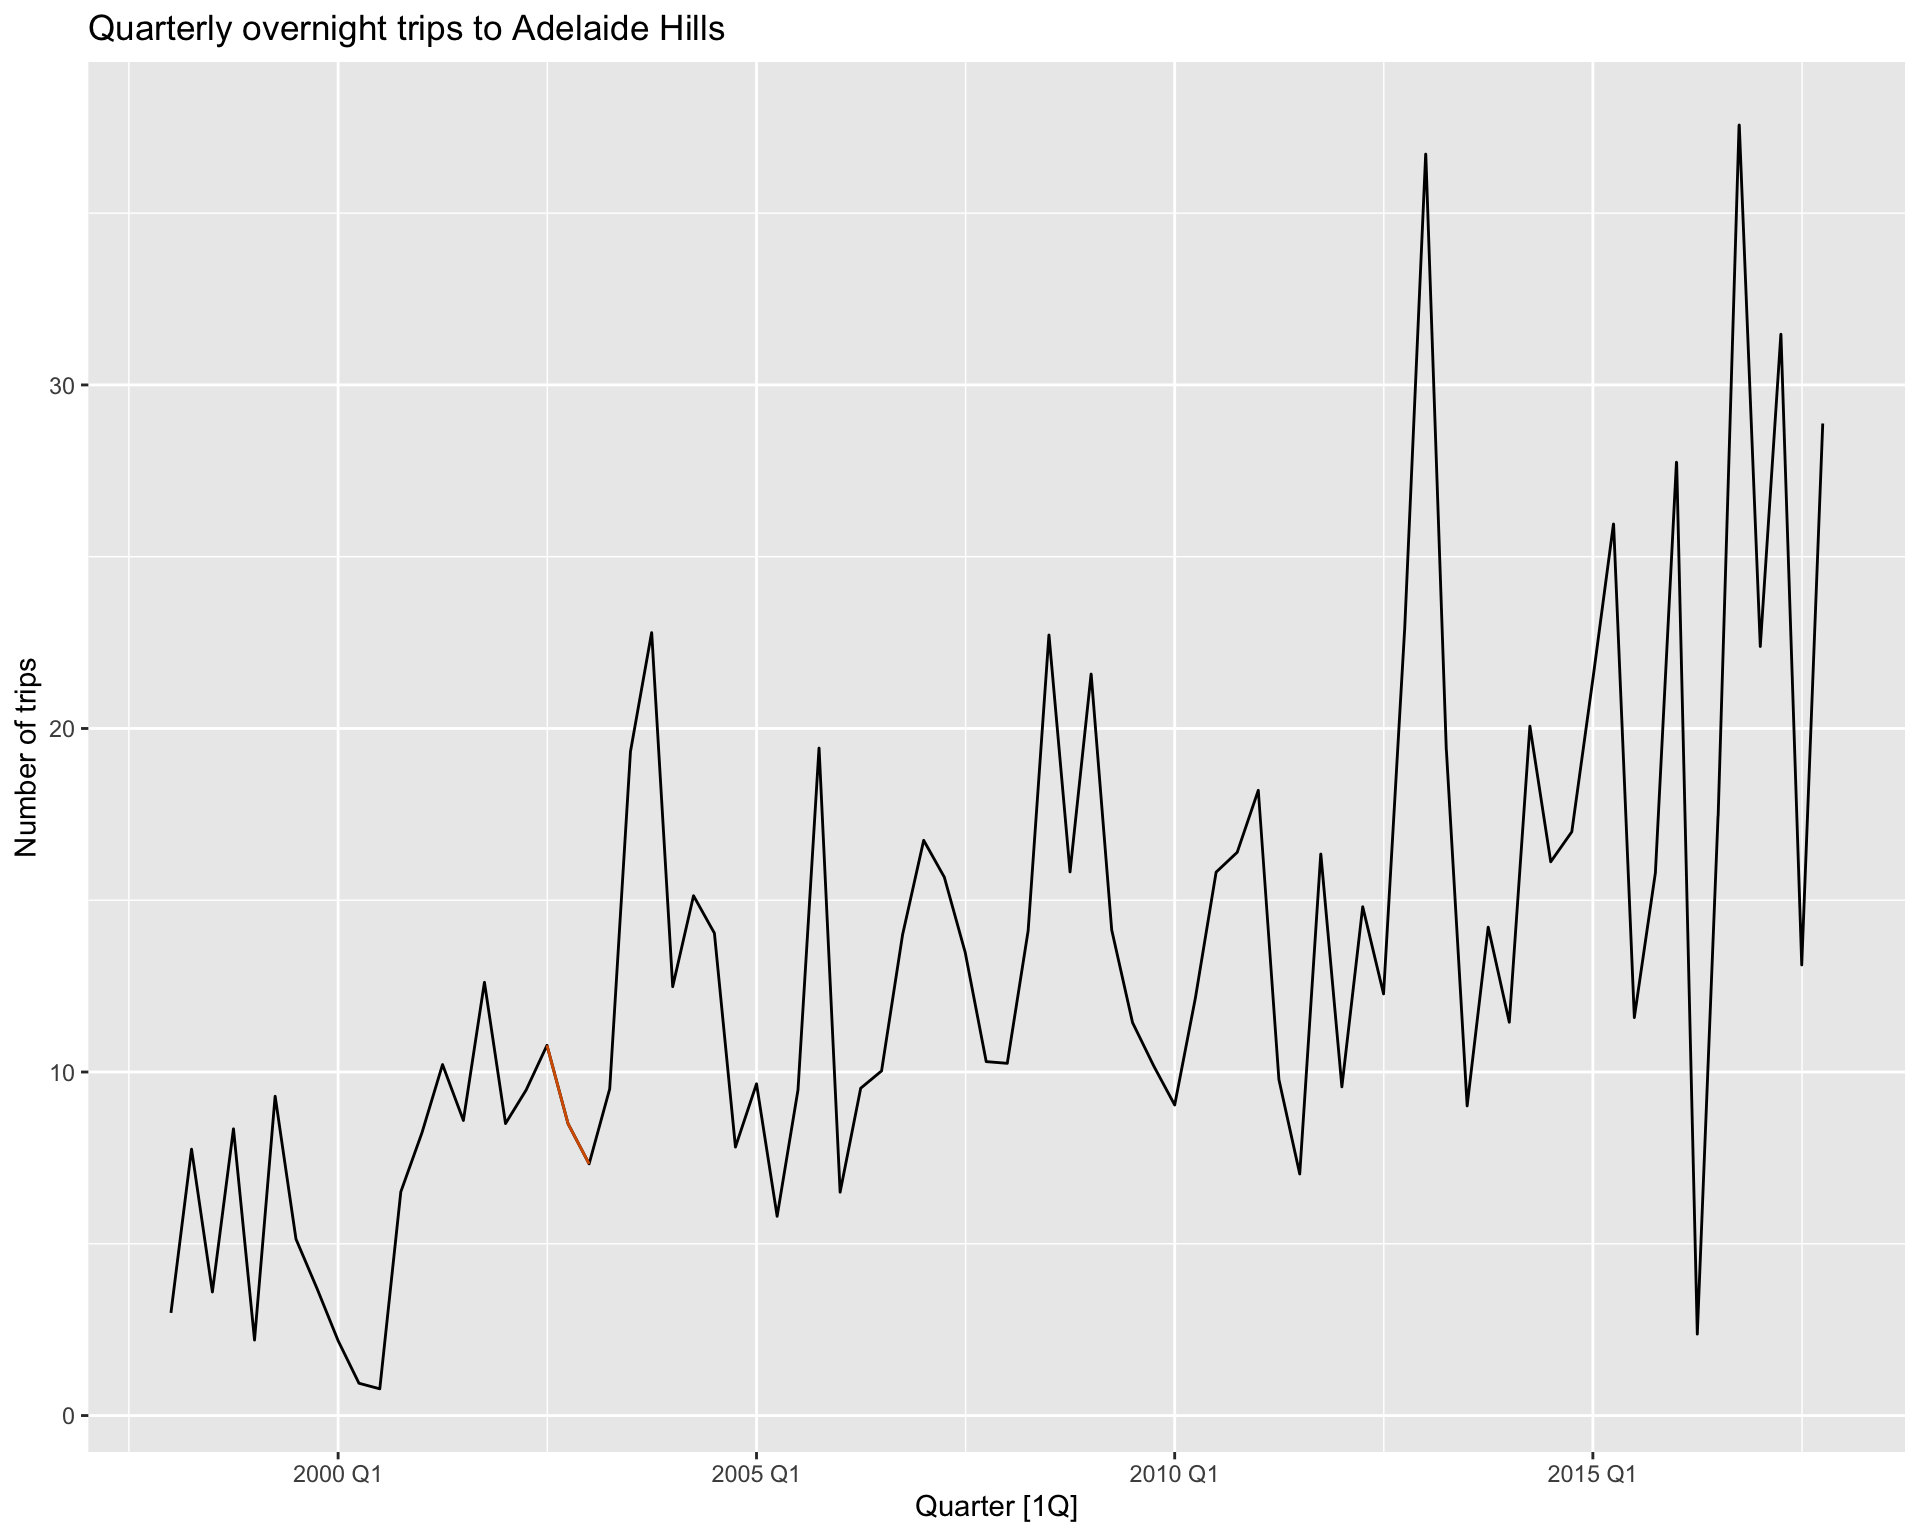 Quarterly overnight trips to Adelaide Hills
Number of trips
30
20
10
0
2000 Q1
2005 Q1
2010 Q1
2015 Q1
Quarter [1Q]